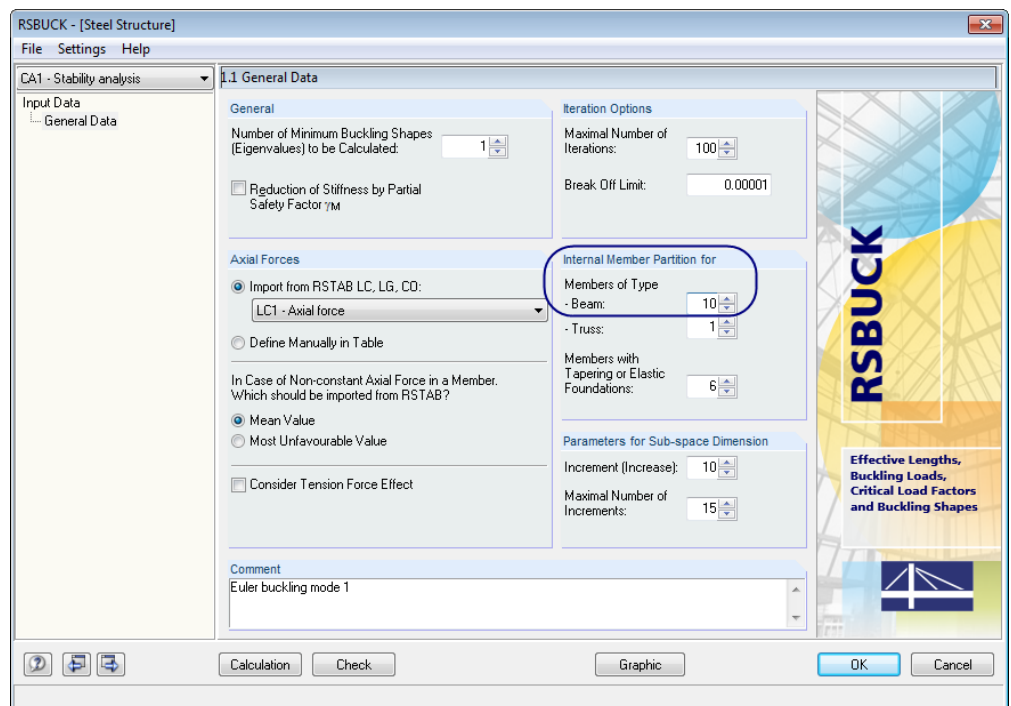 RSBUCK - [Steel Structure]
File Settings Help
CA1 - Stability analysis
1.1 General Data
Input Data
General Data
General
Number of Minimum Buckling Shapes
(Eigenvalues) to be Calculated: 1
Reduction of Stiffness by Partial
Safety Factor γM
Iteration Options
Maximal Number of
Iterations: 100
Break Off Limit: 0.00001
Axial Forces
Import from RSTAB LC, LG, CO:
LC1 - Axial force
Define Manually in Table
In Case of Non-constant Axial Force in a Member.
Which should be imported from RSTAB?
Mean Value
Most Unfavourable Value
Consider Tension Force Effect
Internal Member Partition for
Members of Type
- Beam: 10
- Truss: 1
Members with
Tapering or Elastic
Foundations: 6
Parameters for Sub-space Dimension
Increment (Increase): 10
Maximal Number of
Increments: 15
Comment
Euler buckling mode 1
RSBUCK
Effective Lengths,
Buckling Loads,
Critical Load Factors
and Buckling Shapes
Calculation Check Graphic OK Cancel